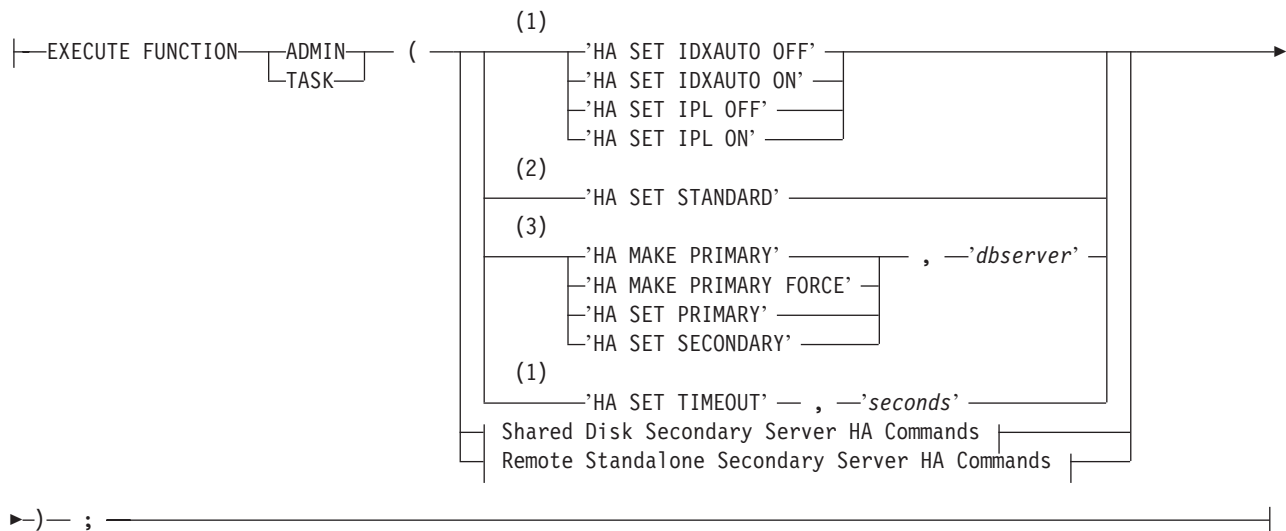 (1)
EXECUTE FUNCTION ADMIN ( 'HA SET IDXAUTO OFF'
TASK 'HA SET IDXAUTO ON'
'HA SET IPL OFF'
'HA SET IPL ON'
(2)
'HA SET STANDARD'
(3)
'HA MAKE PRIMARY' , 'dbserver'
'HA MAKE PRIMARY FORCE'
'HA SET PRIMARY'
'HA SET SECONDARY'
(1)
'HA SET TIMEOUT' , 'seconds'
Shared Disk Secondary Server HA Commands
Remote Standalone Secondary Server HA Commands
) ;